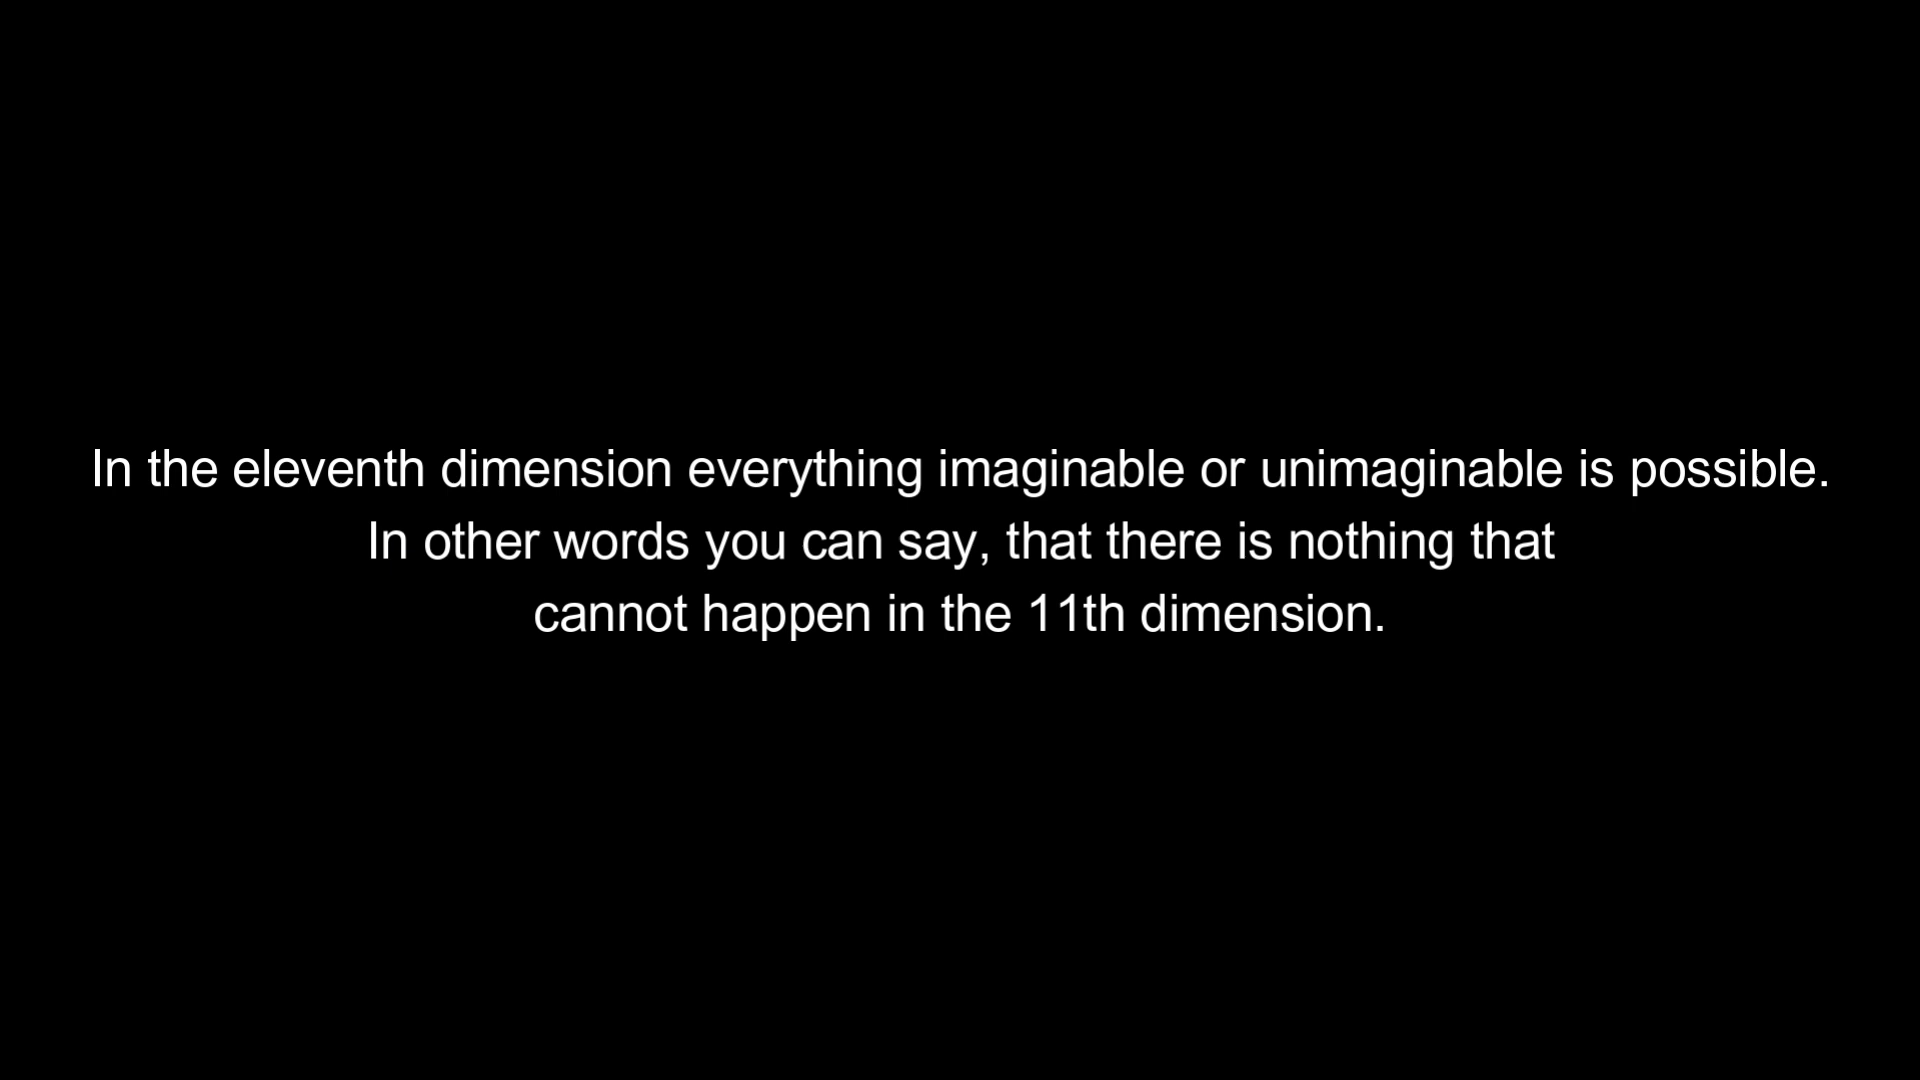 In the eleventh dimension everything imaginable or unimaginable is possible.
In other words you can say, that there is nothing that
cannot happen in the 11th dimension.